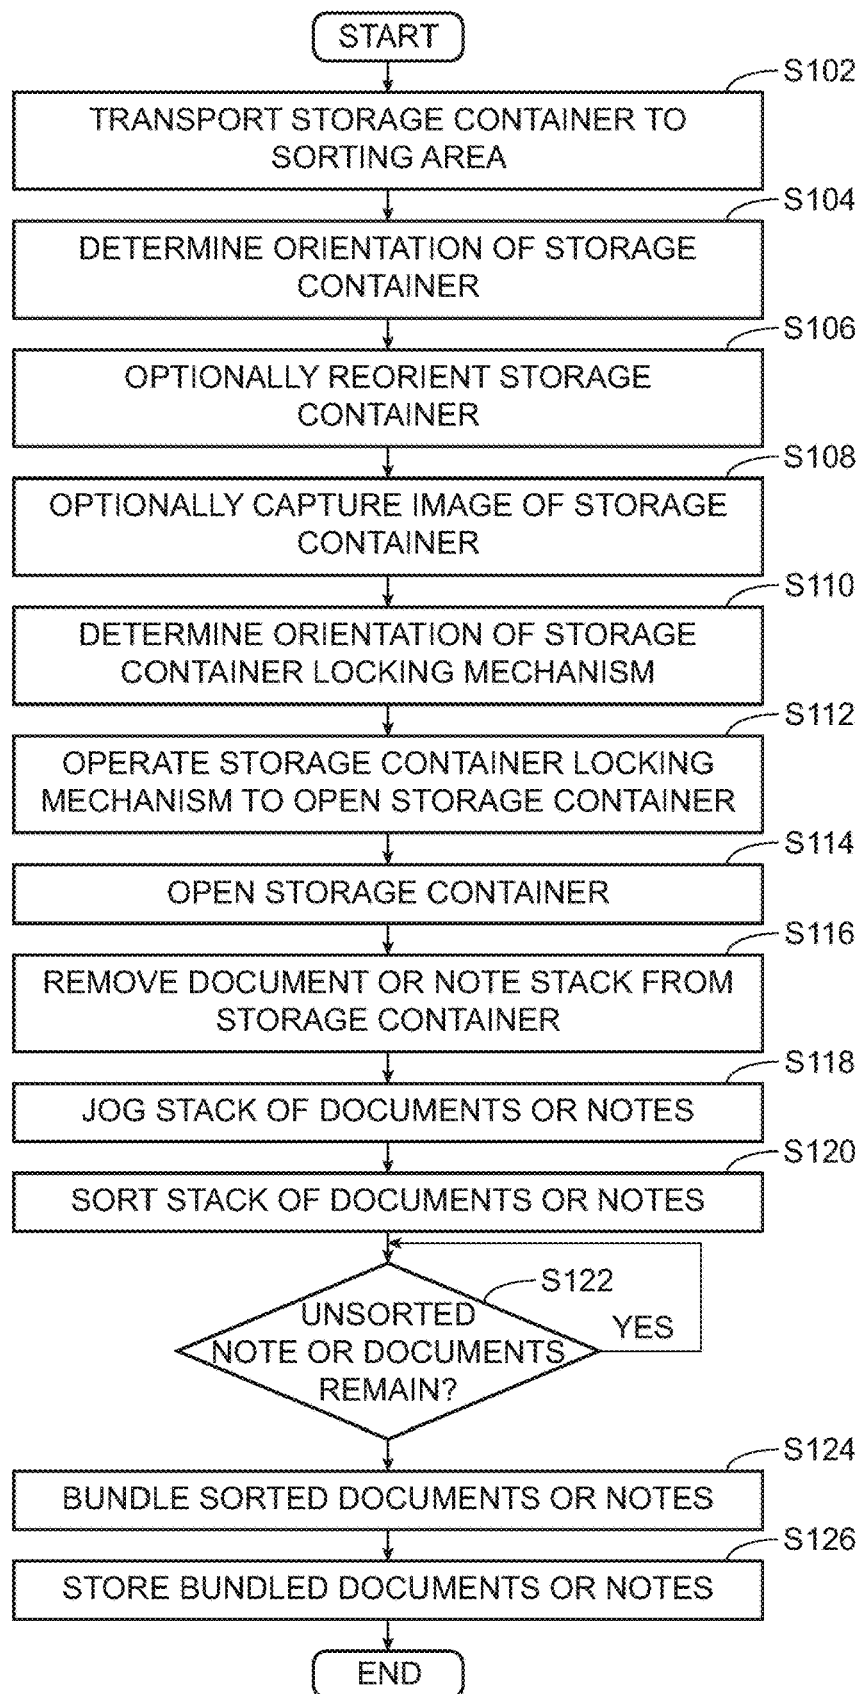 START
S102
TRANSPORT STORAGE CONTAINER TO
SORTING AREA
S104
DETERMINE ORIENTATION OF STORAGE
CONTAINER
S106
OPTIONALLY REORIENT STORAGE
CONTAINER
S108
OPTIONALLY CAPTURE IMAGE OF STORAGE
CONTAINER
S110
DETERMINE ORIENTATION OF STORAGE
CONTAINER LOCKING MECHANISM
S112
OPERATE STORAGE CONTAINER LOCKING
MECHANISM TO OPEN STORAGE CONTAINER
S114
OPEN STORAGE CONTAINER
S116
REMOVE DOCUMENT OR NOTE STACK FROM
STORAGE CONTAINER
S118
JOG STACK OF DOCUMENTS OR NOTES
S120
SORT STACK OF DOCUMENTS OR NOTES
S122
UNSORTED
NOTE OR DOCUMENTS
REMAIN?
YES
S124
BUNDLE SORTED DOCUMENTS OR NOTES
S126
STORE BUNDLED DOCUMENTS OR NOTES
END